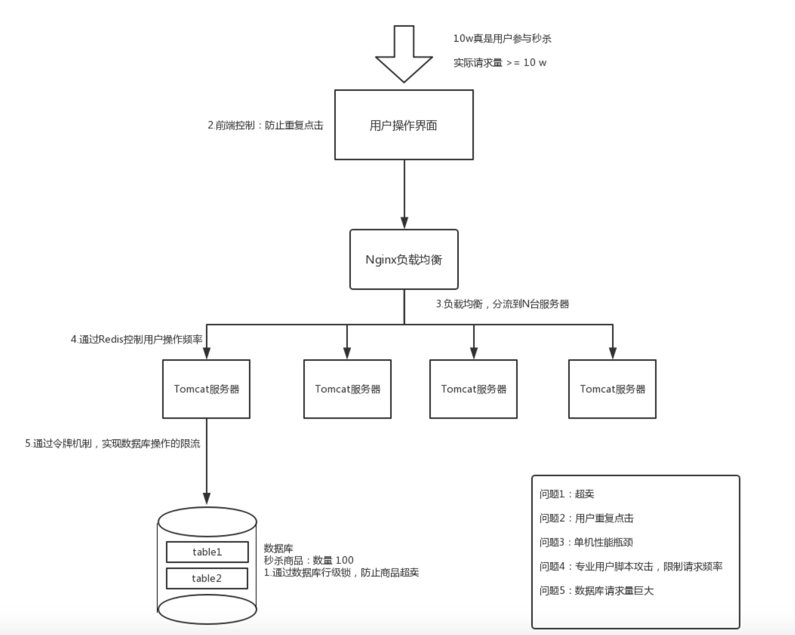 10w真是用户参与秒杀
实际请求量 >= 10 w
2.前端控制：防止重复点击
用户操作界面
Nginx负载均衡
3.负载均衡，分流到N台服务器
4.通过Redis控制用户操作频率
Tomcat服务器
Tomcat服务器
Tomcat服务器
Tomcat服务器
5.通过令牌机制，实现数据库操作的限流
table1
table2
数据库
秒杀商品：数量 100
1.通过数据库行级锁，防止商品超卖
问题1：超卖
问题2：用户重复点击
问题3：单机性能瓶颈
问题4：专业用户脚本攻击，限制请求频率
问题5：数据库请求量巨大